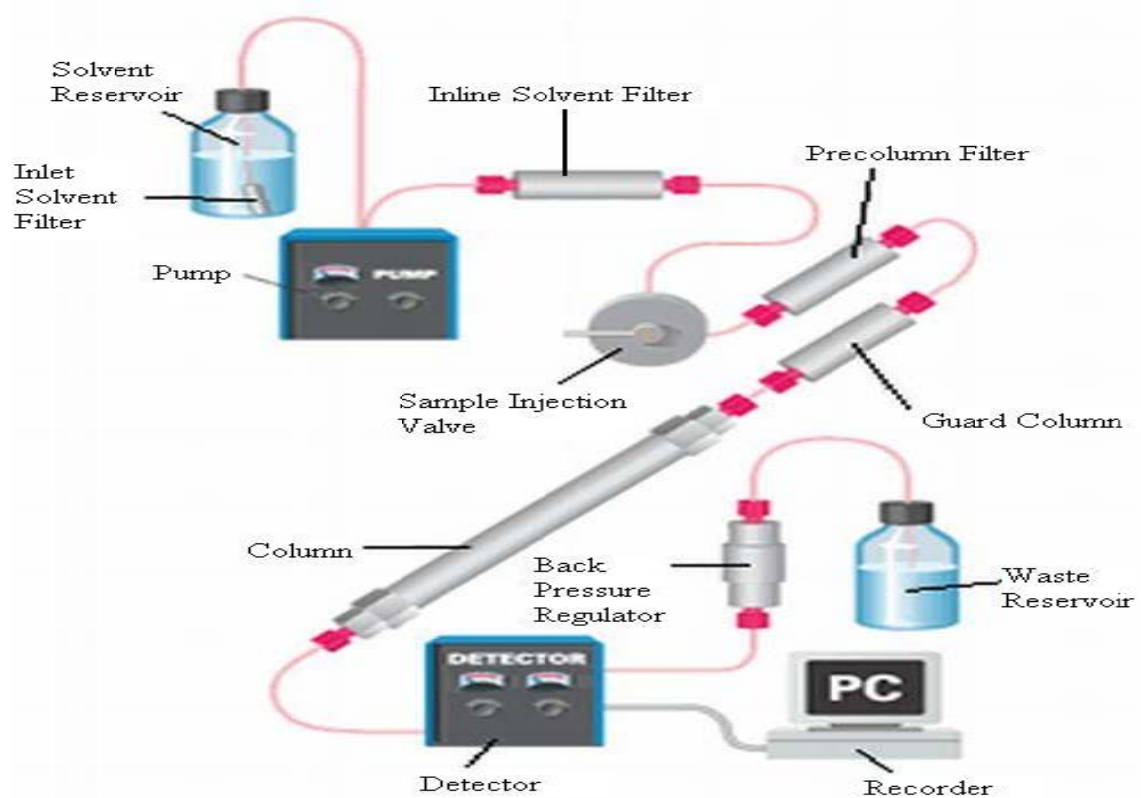 Solvent
Reservoir
Inline Solvent Filter
Precolumn Filter
Inlet
Solvent
Filter
Pump
PUMP
Sample Injection
Valve
Guard Column
Column
Back
Pressure
Regulator
Waste
Reservoir
DETECTOR
PC
Detector
Recorder